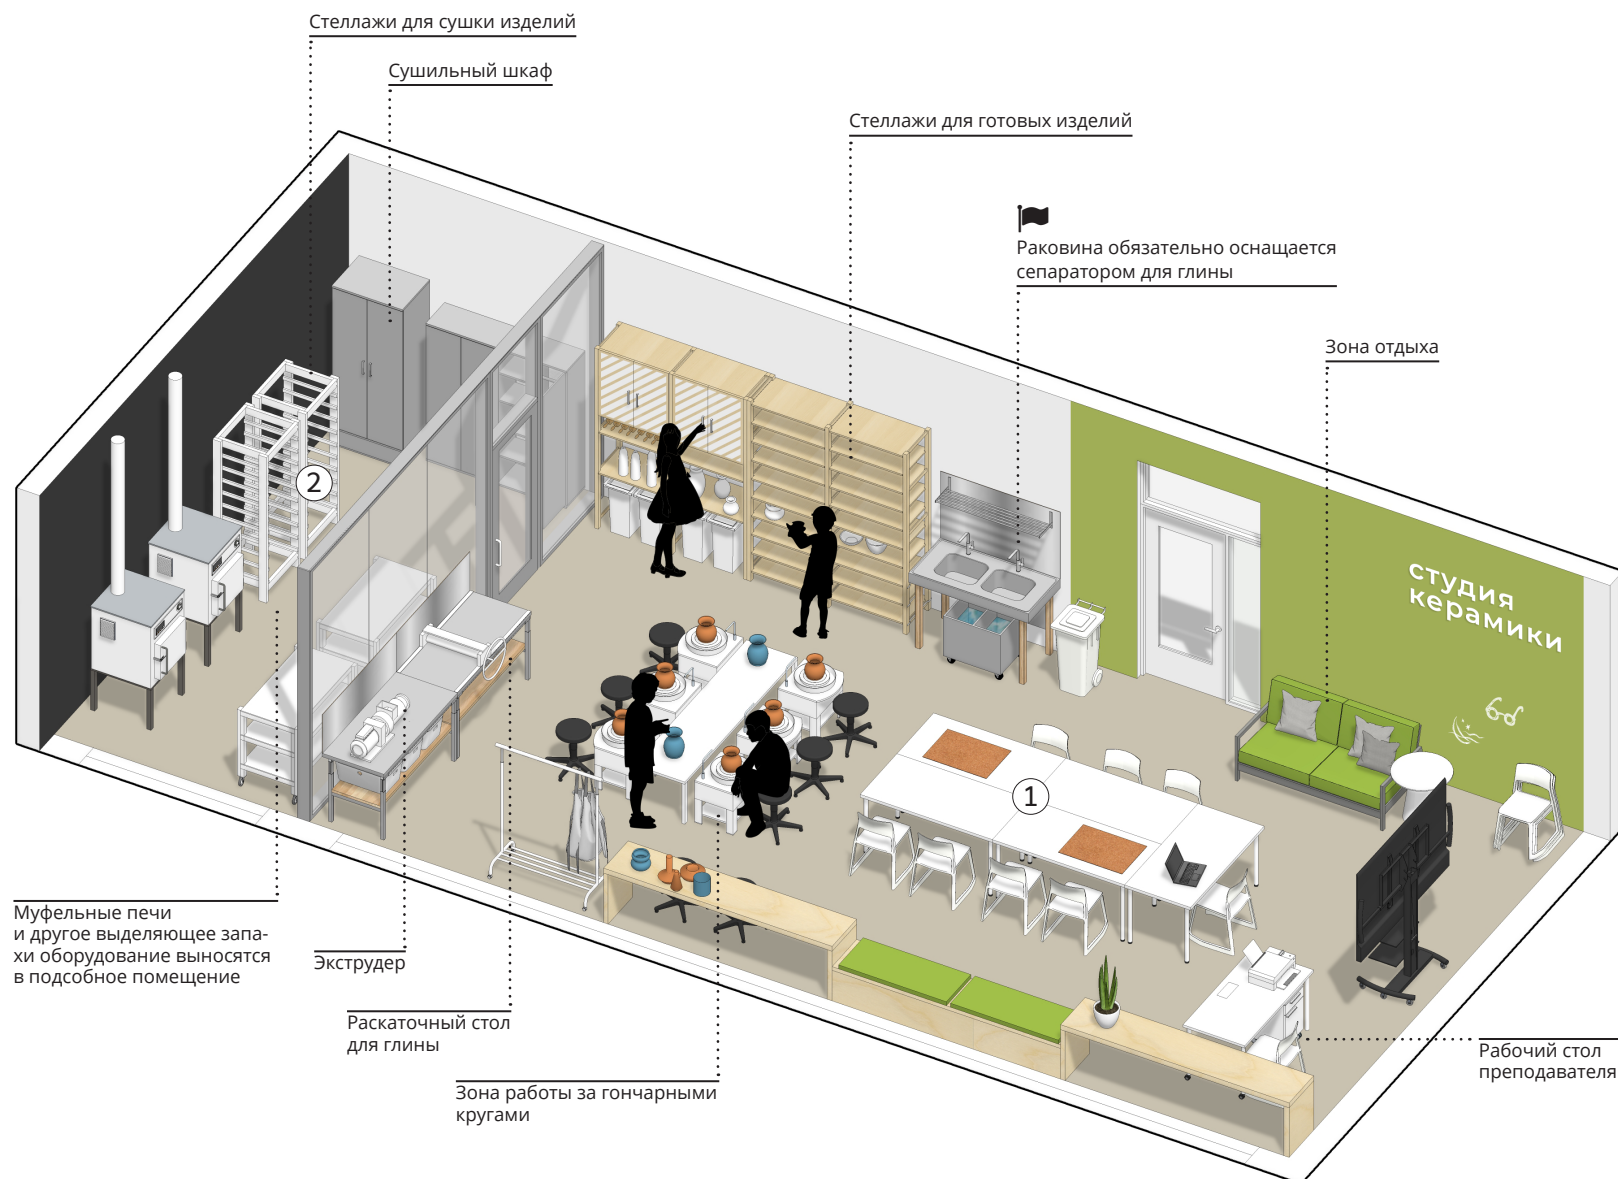 Стеллажи для сушки изделий
Сушильный шкаф
Стеллажи для готовых изделий
Раковина обязательно оснащается
сепаратором для глины
Зона отдыха
2
студия
керамики
1
Муфельные печи
и другое выделяющее запа-
хи оборудование выносятся
в подсобное помещение
Экструдер
Раскаточный стол
для глины
Зона работы за гончарными
кругами
Рабочий стол
преподавателя